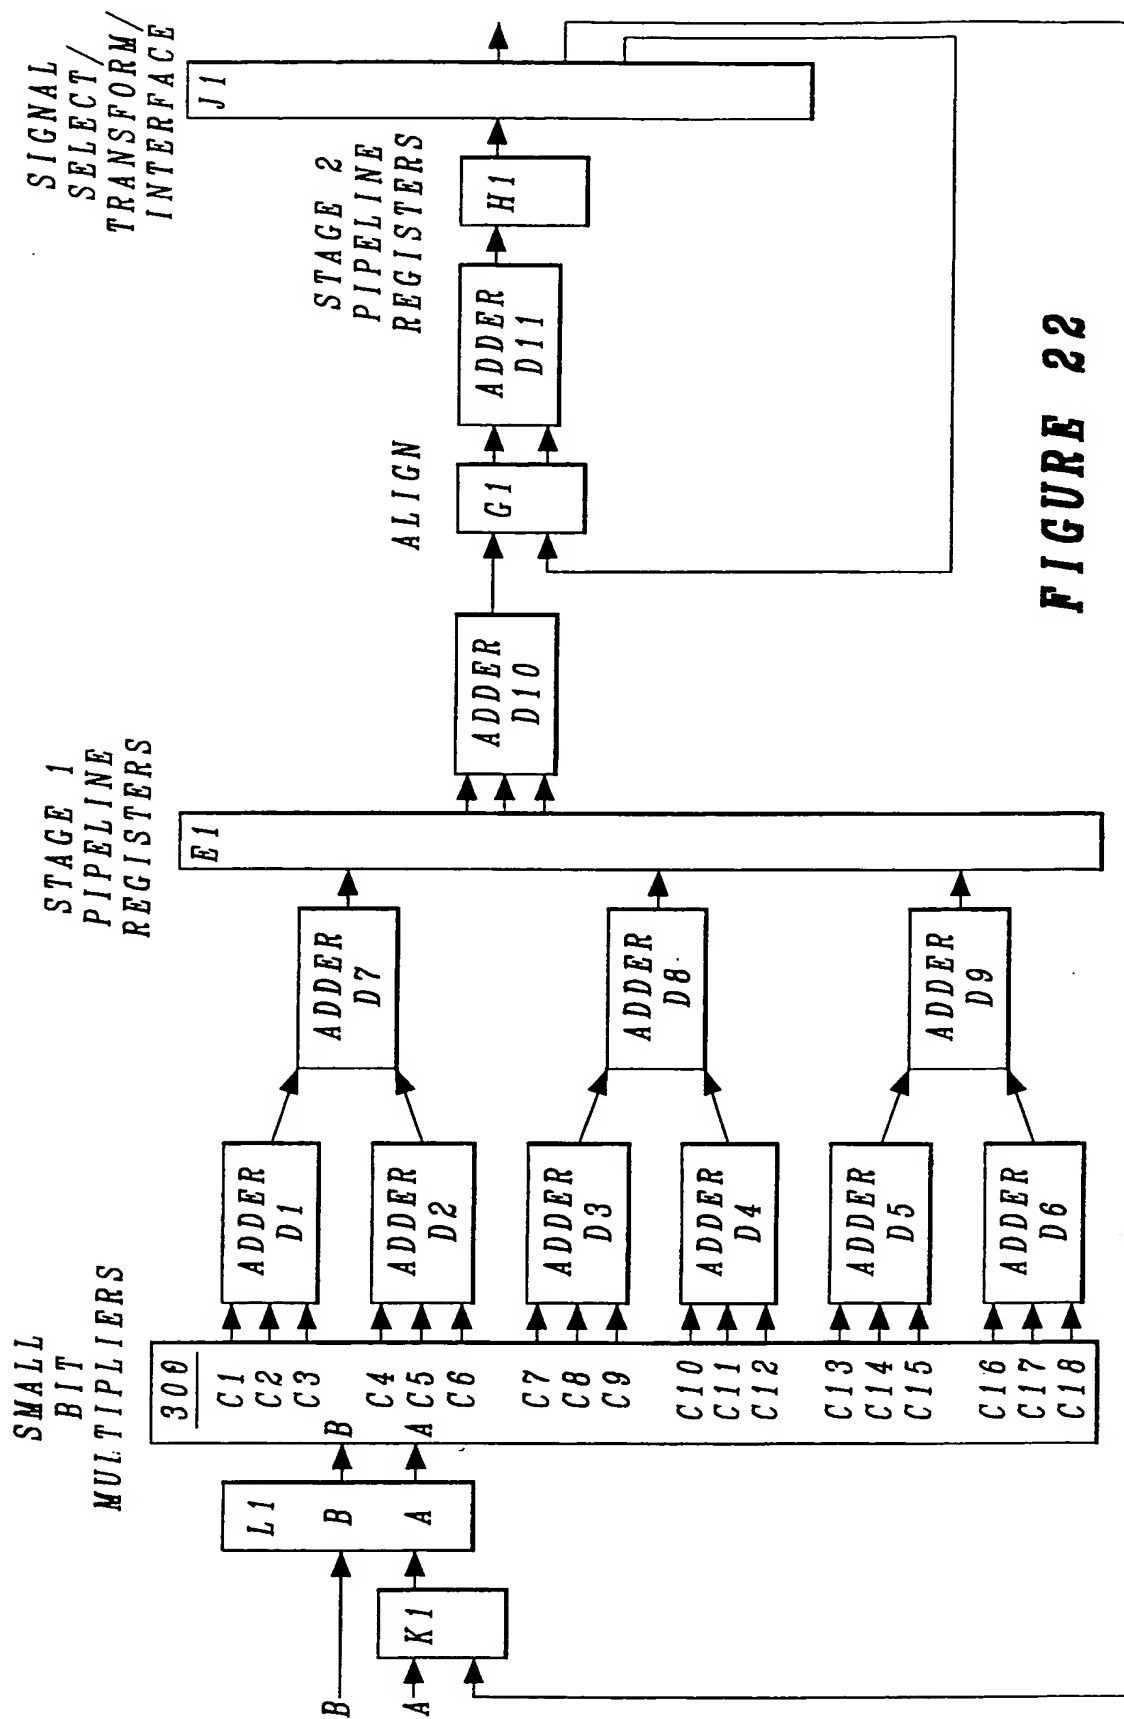 SMALL
BIT
MULTIPLIERS
STAGE 1
PIPELINE
REGISTERS
SIGNAL
SELECT/
TRANSFORM/
INTERFACE
STAGE 2
PIPELINE
REGISTERS
ALIGN
B
A
K1
L1
B
A
300
B
A
C1
C2
C3
C4
C5
C6
C7
C8
C9
C10
C11
C12
C13
C14
C15
C16
C17
C18
ADDER
D1
ADDER
D2
ADDER
D3
ADDER
D4
ADDER
D5
ADDER
D6
ADDER
D7
ADDER
D8
ADDER
D9
E1
ADDER
D10
G1
ADDER
D11
H1
J1
FIGURE 22